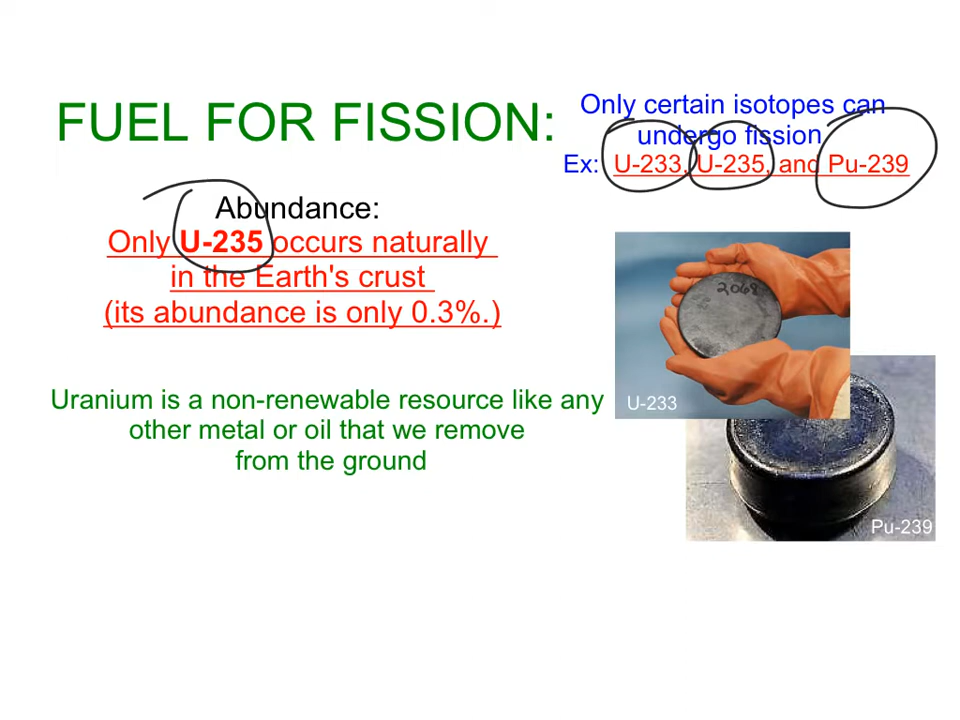 FUEL FOR FISSION:
Only certain isotopes can
undergo fission
Ex: U-233, U-235, and Pu-239
Abundance:
Only U-235 occurs naturally
in the Earth's crust
(its abundance is only 0.3%.)
Uranium is a non-renewable resource like any
other metal or oil that we remove
from the ground
2068
U-233
Pu-239